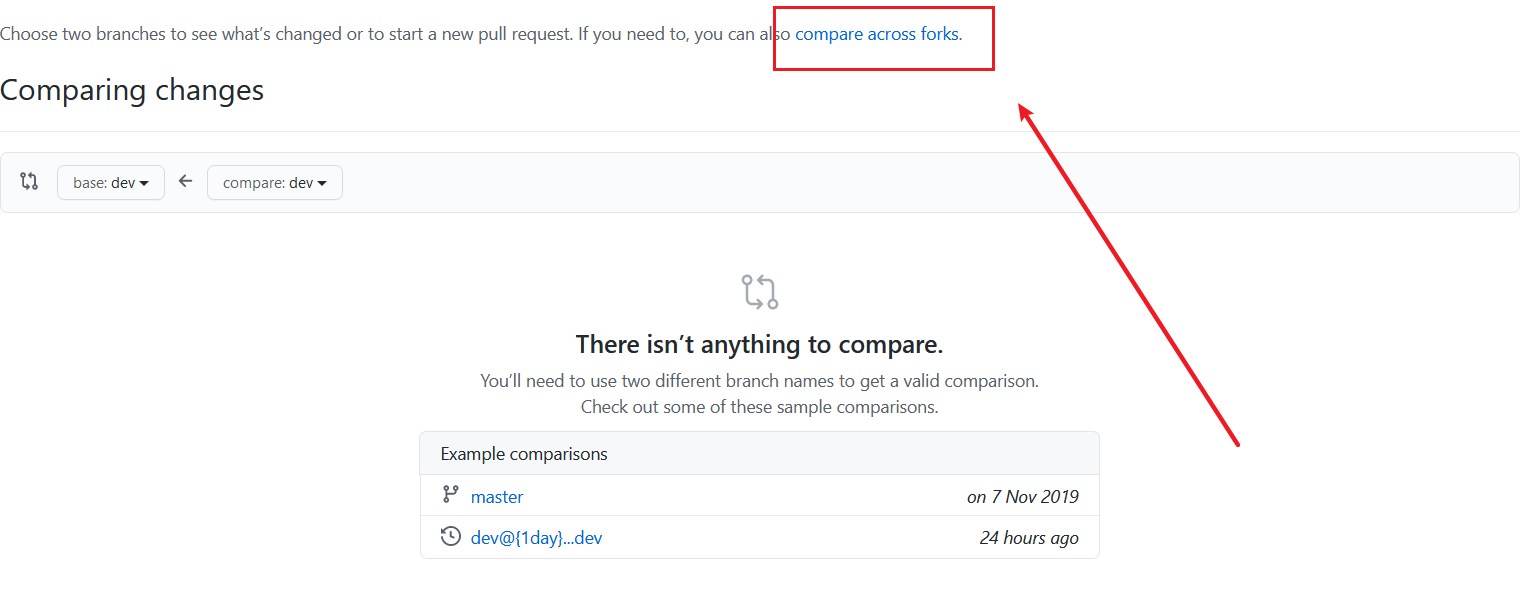 Choose two branches to see what’s changed or to start a new pull request. If you need to, you can also compare across forks.
Comparing changes
base: dev
compare: dev
There isn’t anything to compare.
You’ll need to use two different branch names to get a valid comparison.
Check out some of these sample comparisons.
Example comparisons
master on 7 Nov 2019
dev@{1day}...dev 24 hours ago